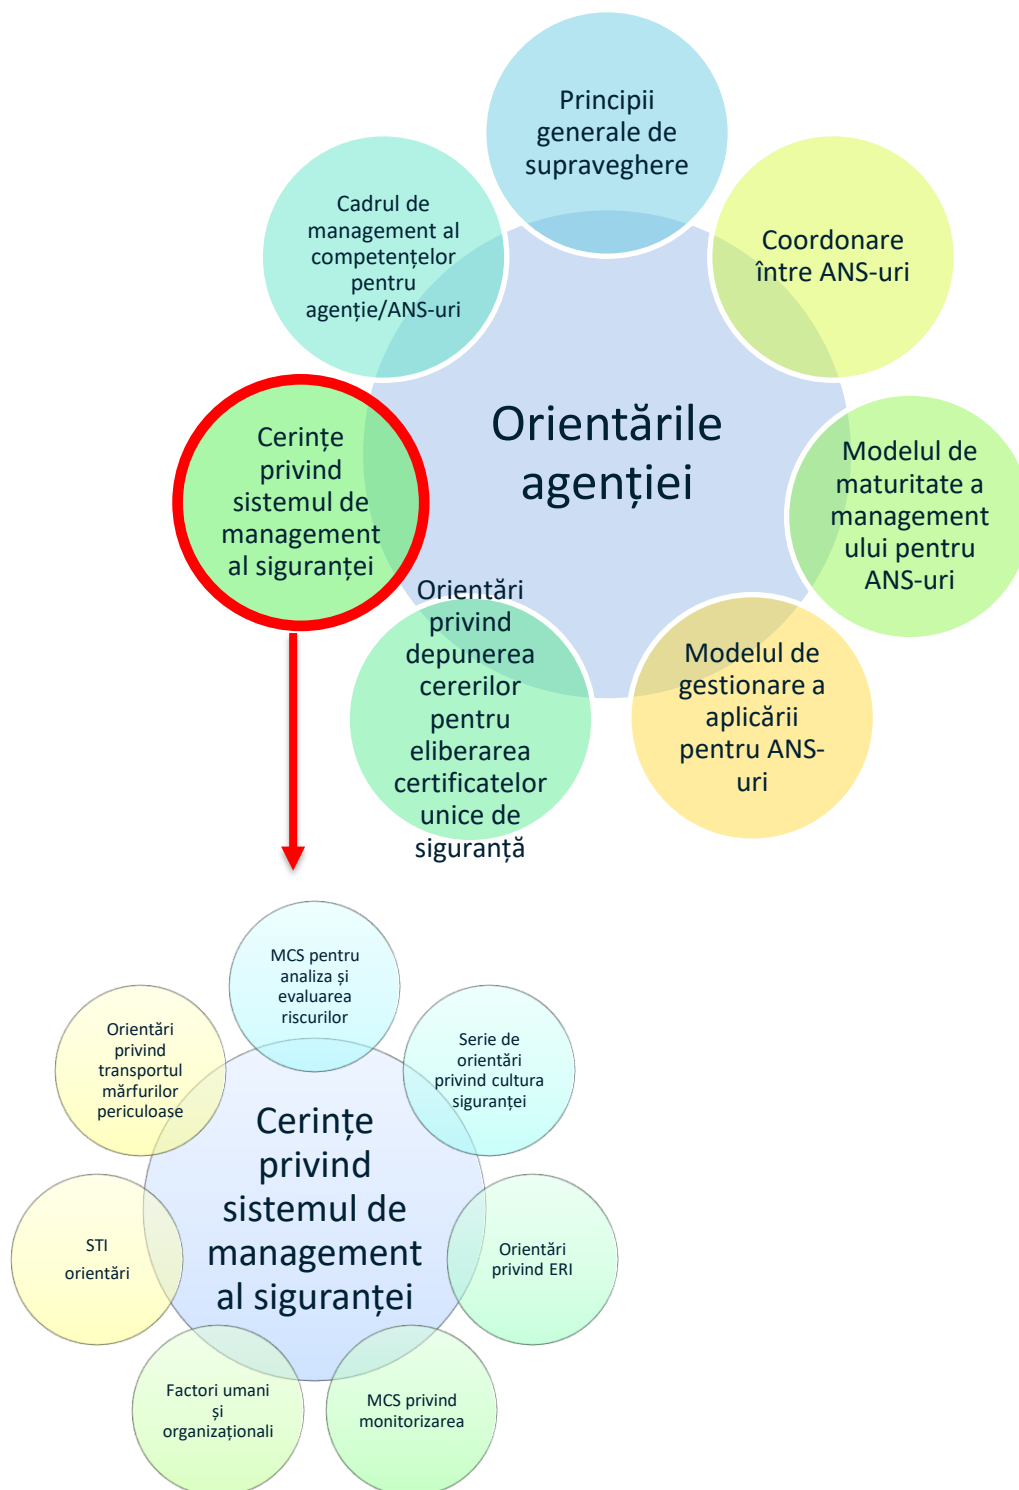 Principii
generale de
supraveghere
Cadrul de
management al
competențelor
pentru
agenție/ANS-uri
Coordonare
între ANS-uri
Orientările
agenției
Cerințe
privind
sistemul de
management
al siguranței
Modelul de
maturitate a
management
ului pentru
ANS-uri
Orientări
privind
depunerea
cererilor
pentru
eliberarea
certificatelor
unice de
siguranță
Modelul de
gestionare a
aplicării
pentru ANS-
uri
MCS pentru
analiza și
evaluarea
riscurilor
Orientări
privind
transportul
mărfurilor
periculoase
Serie de
orientări
privind cultura
siguranței
Cerințe
privind
sistemul de
management
al siguranței
STI
orientări
Orientări
privind ERI
Factori umani
și
organizaționali
MCS privind
monitorizarea